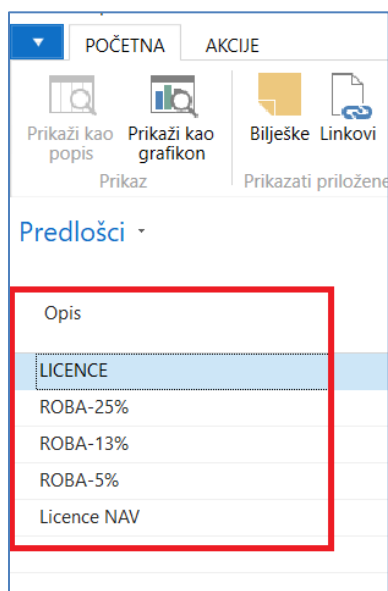 POČETNA AKCIJE
Prikaži kao popis
Prikaži kao grafikon
Bilješke Linkovi
Prikaz
Prikazati priložene
Predlošci
Opis
LICENCE
ROBA-25%
ROBA-13%
ROBA-5%
Licence NAV